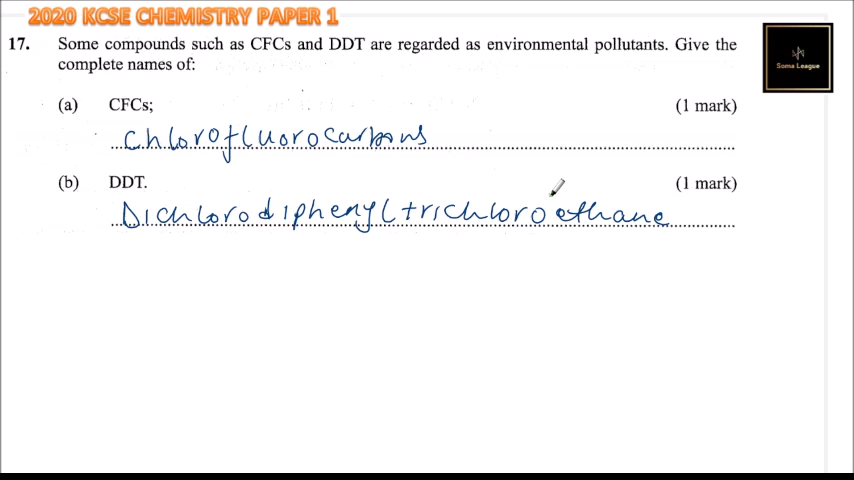 2020 KCSE CHEMISTRY PAPER 1
17. Some compounds such as CFCs and DDT are regarded as environmental pollutants. Give the
complete names of:
Soma League
(a) CFCs; (1 mark)
Chlorofluorocarbons
(b) DDT. (1 mark)
Dichlorodiphenyltrichloroethane